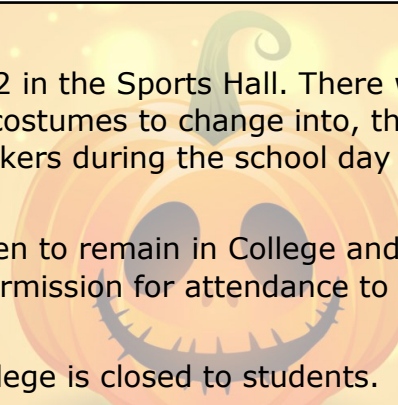 2 in the Sports Hall. There
costumes to change into, th
kers during the school day
en to remain in College and
rmission for attendance to
lege is closed to students.